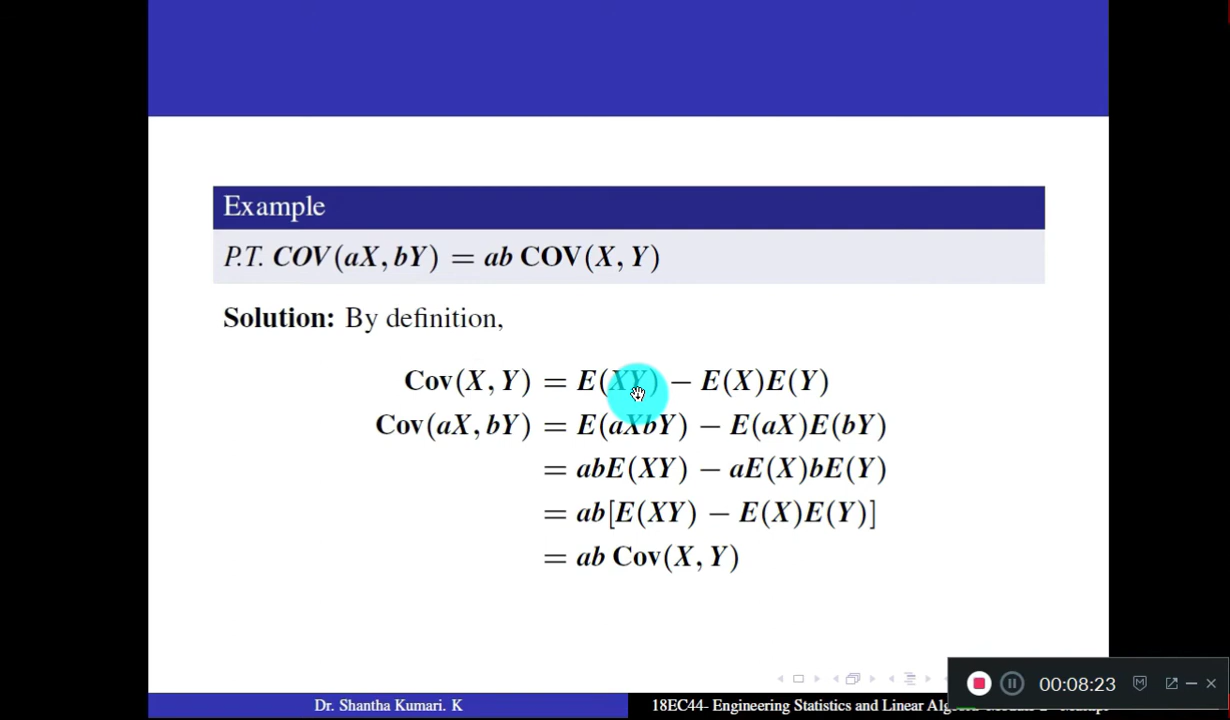 Example
P.T. COV(aX, bY) = ab COV(X, Y)
Solution: By definition,
Cov(X, Y) = E(XY) − E(X)E(Y)
Cov(aX, bY) = E(aXbY) − E(aX)E(bY)
= abE(XY) − aE(X)bE(Y)
= ab[E(XY) − E(X)E(Y)]
= ab Cov(X, Y)
00:08:23
Dr. Shantha Kumari. K
18EC44- Engineering Statistics and Linear